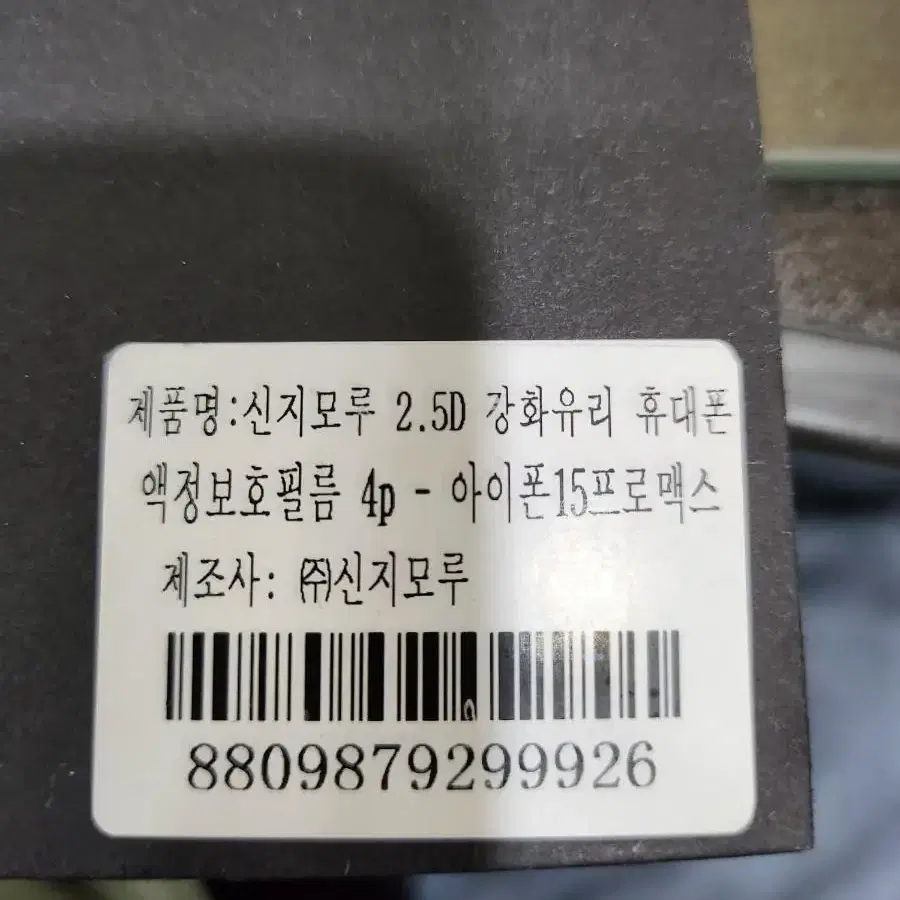 제품명:신지모루 2.5D 강화유리 휴대폰
액정보호필름 4p - 아이폰15프로맥스
제조사: ㈜신지모루
8809879299926